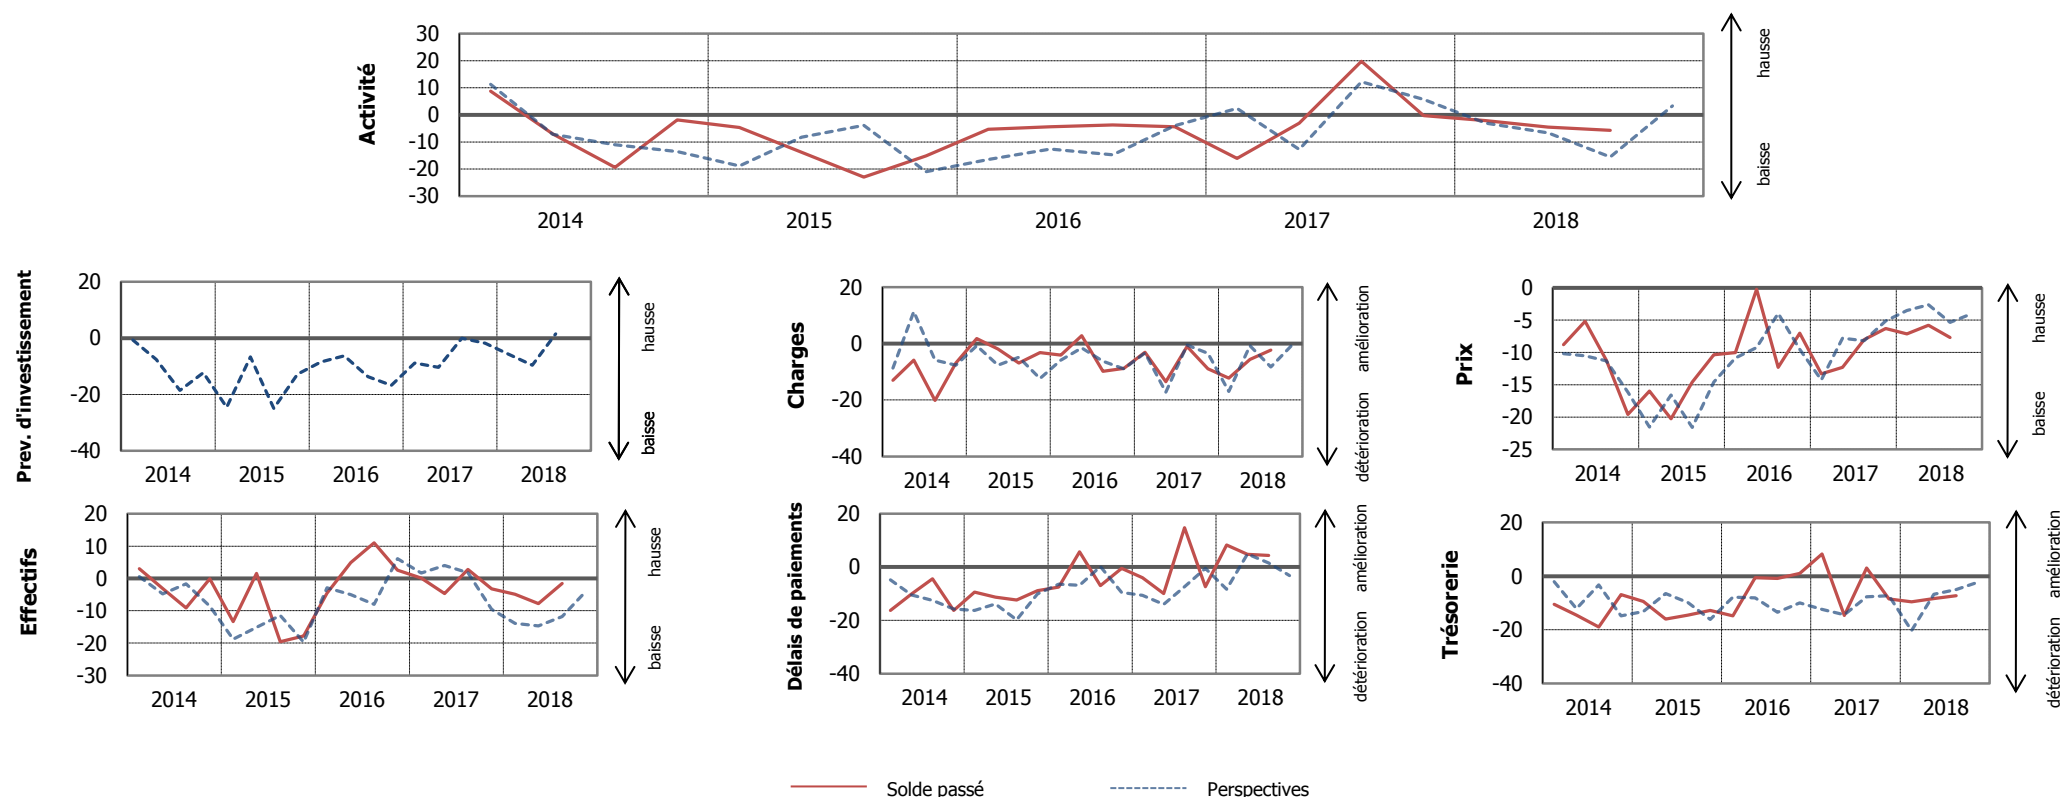 Activité
30
20
10
0
-10
-20
-30
2014 2015 2016 2017 2018
hausse
baisse
Prev. d'investissement
20
0
-20
-40
2014 2015 2016 2017 2018
hausse
baisse
Charges
20
0
-20
-40
2014 2015 2016 2017 2018
amélioration
détérioration
Prix
0
-5
-10
-15
-20
-25
2014 2015 2016 2017 2018
hausse
baisse
Effectifs
20
10
0
-10
-20
-30
2014 2015 2016 2017 2018
hausse
baisse
Délais de paiements
20
0
-20
-40
2014 2015 2016 2017 2018
amélioration
détérioration
Trésorerie
20
0
-20
-40
2014 2015 2016 2017 2018
amélioration
détérioration
Solde passé Perspectives